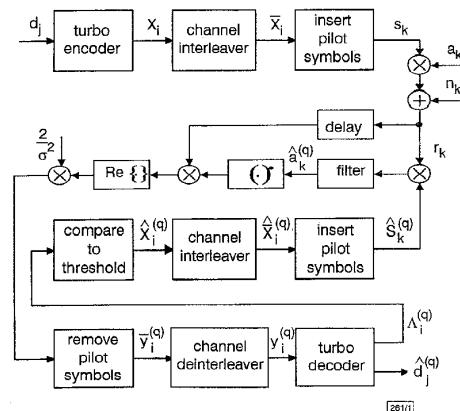 d_j
turbo encoder
X_i
channel interleaver
X̄_i
insert pilot symbols
s_k
a_k
n_k
delay
r_k
2/σ²
Re { }
(·)*
â_k^(q)
filter
compare to threshold
X̂_i^(q)
channel interleaver
X̄̂_i^(q)
insert pilot symbols
Ŝ_k^(q)
Λ_i^(q)
remove pilot symbols
ȳ_i^(q)
channel deinterleaver
y_i^(q)
turbo decoder
d̂_j^(q)
261/1